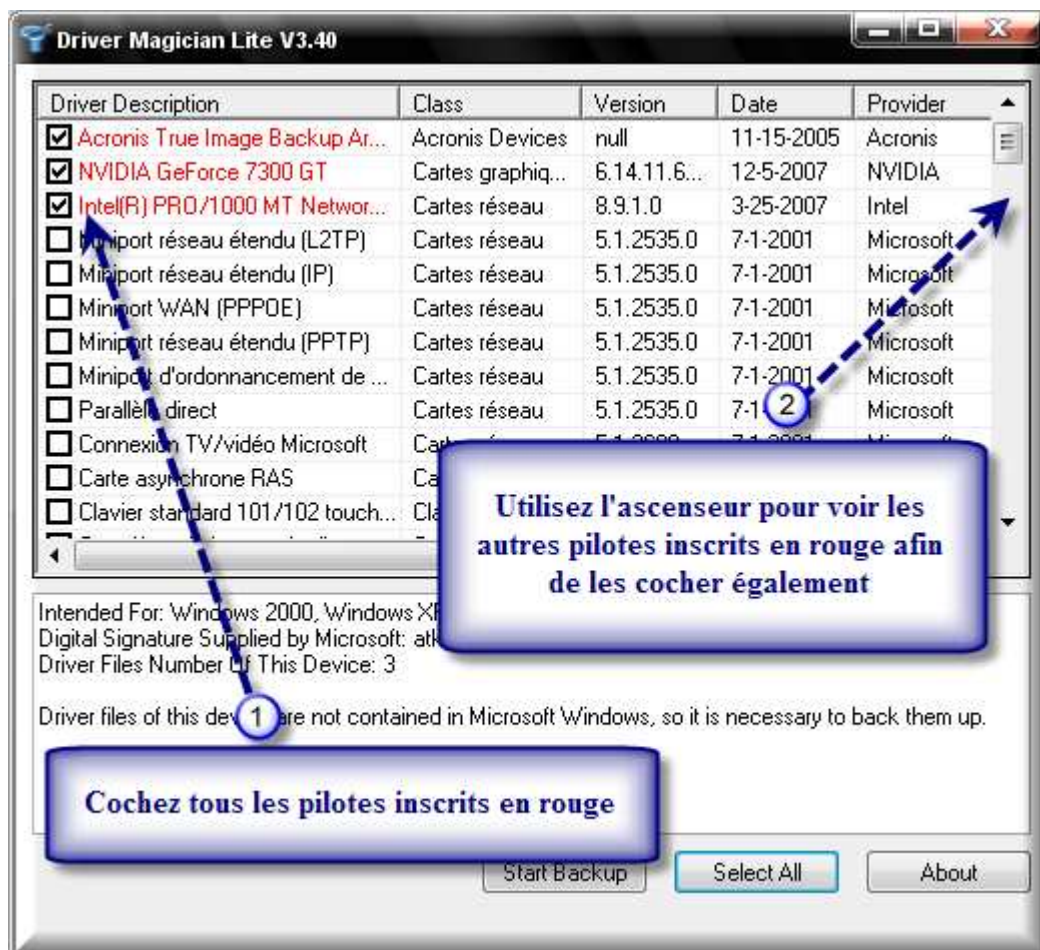 Driver Magician Lite V3.40
Driver Description Class Version Date Provider
Acronis True Image Backup Ar... Acronis Devices null 11-15-2005 Acronis
NVIDIA GeForce 7300 GT Cartes graphiq... 6.14.11.6... 12-5-2007 NVIDIA
Intel(R) PRO/1000 MT Networ... Cartes réseau 8.9.1.0 3-25-2007 Intel
Miniport réseau étendu (L2TP) Cartes réseau 5.1.2535.0 7-1-2001 Microsoft
Miniport réseau étendu (IP) Cartes réseau 5.1.2535.0 7-1-2001 Microsoft
Miniport WAN (PPPOE) Cartes réseau 5.1.2535.0 7-1-2001 Microsoft
Miniport réseau étendu (PPTP) Cartes réseau 5.1.2535.0 7-1-2001 Microsoft
Miniport d'ordonnancement de ... Cartes réseau 5.1.2535.0 7-1-2001 Microsoft
Parallèle direct Cartes réseau 5.1.2535.0 Microsoft
2
Connexion TV/vidéo Microsoft
Carte asynchrone RAS
Clavier standard 101/102 touch...
Utilisez l'ascenseur pour voir les
autres pilotes inscrits en rouge afin
de les cocher également
Intended For: Windows 2000, Windows
Digital Signature Supplied by Microsoft:
Driver Files Number Of This Device: 3
Driver files of this are not contained in Microsoft Windows, so it is necessary to back them up.
1
Cochez tous les pilotes inscrits en rouge
Start Backup Select All About